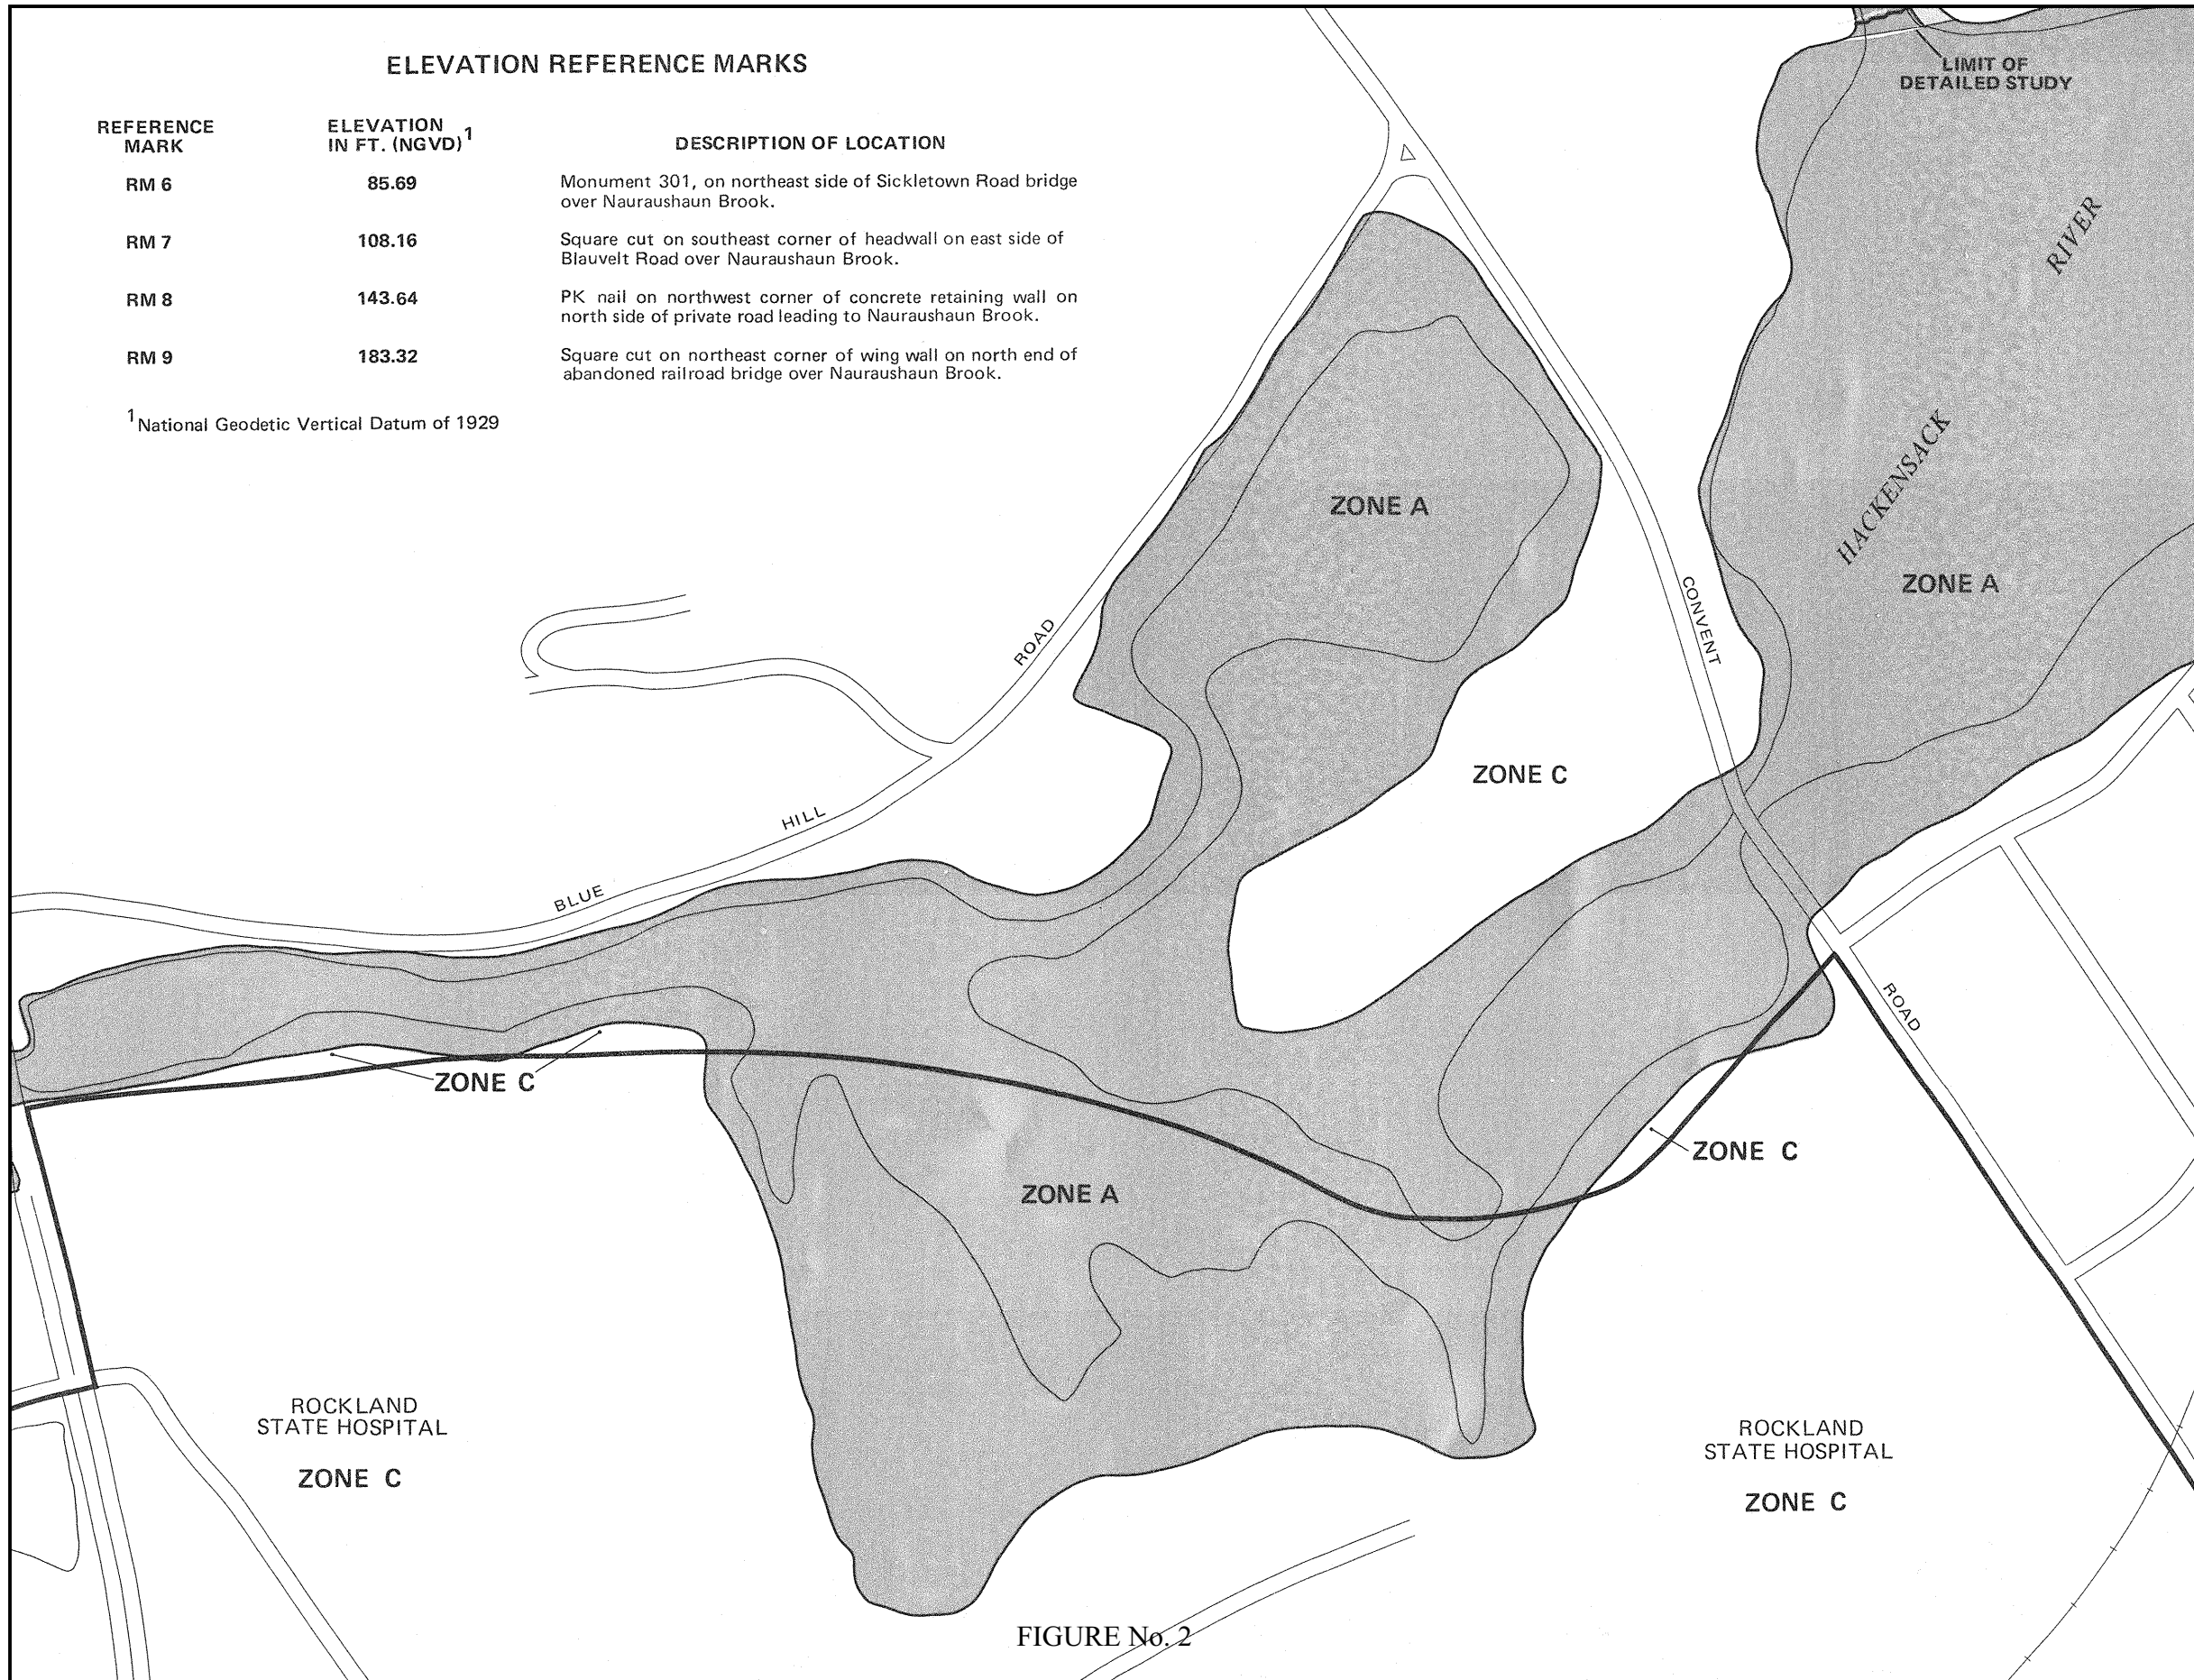 ELEVATION REFERENCE MARKS
REFERENCE MARK
ELEVATION IN FT. (NGVD)1
DESCRIPTION OF LOCATION
RM 6
85.69
Monument 301, on northeast side of Sickletown Road bridge
over Nauraushaun Brook.
RM 7
108.16
Square cut on southeast corner of headwall on east side of
Blauvelt Road over Nauraushaun Brook.
RM 8
143.64
PK nail on northwest corner of concrete retaining wall on
north side of private road leading to Nauraushaun Brook.
RM 9
183.32
Square cut on northeast corner of wing wall on north end of
abandoned railroad bridge over Nauraushaun Brook.
1National Geodetic Vertical Datum of 1929
LIMIT OF
DETAILED STUDY
HACKENSACK RIVER
ZONE A
ZONE A
CONVENT
ROAD
BLUE HILL ROAD
ZONE C
ZONE C
ZONE C
ZONE A
ROCKLAND
STATE HOSPITAL
ZONE C
ROCKLAND
STATE HOSPITAL
ZONE C
FIGURE No. 2